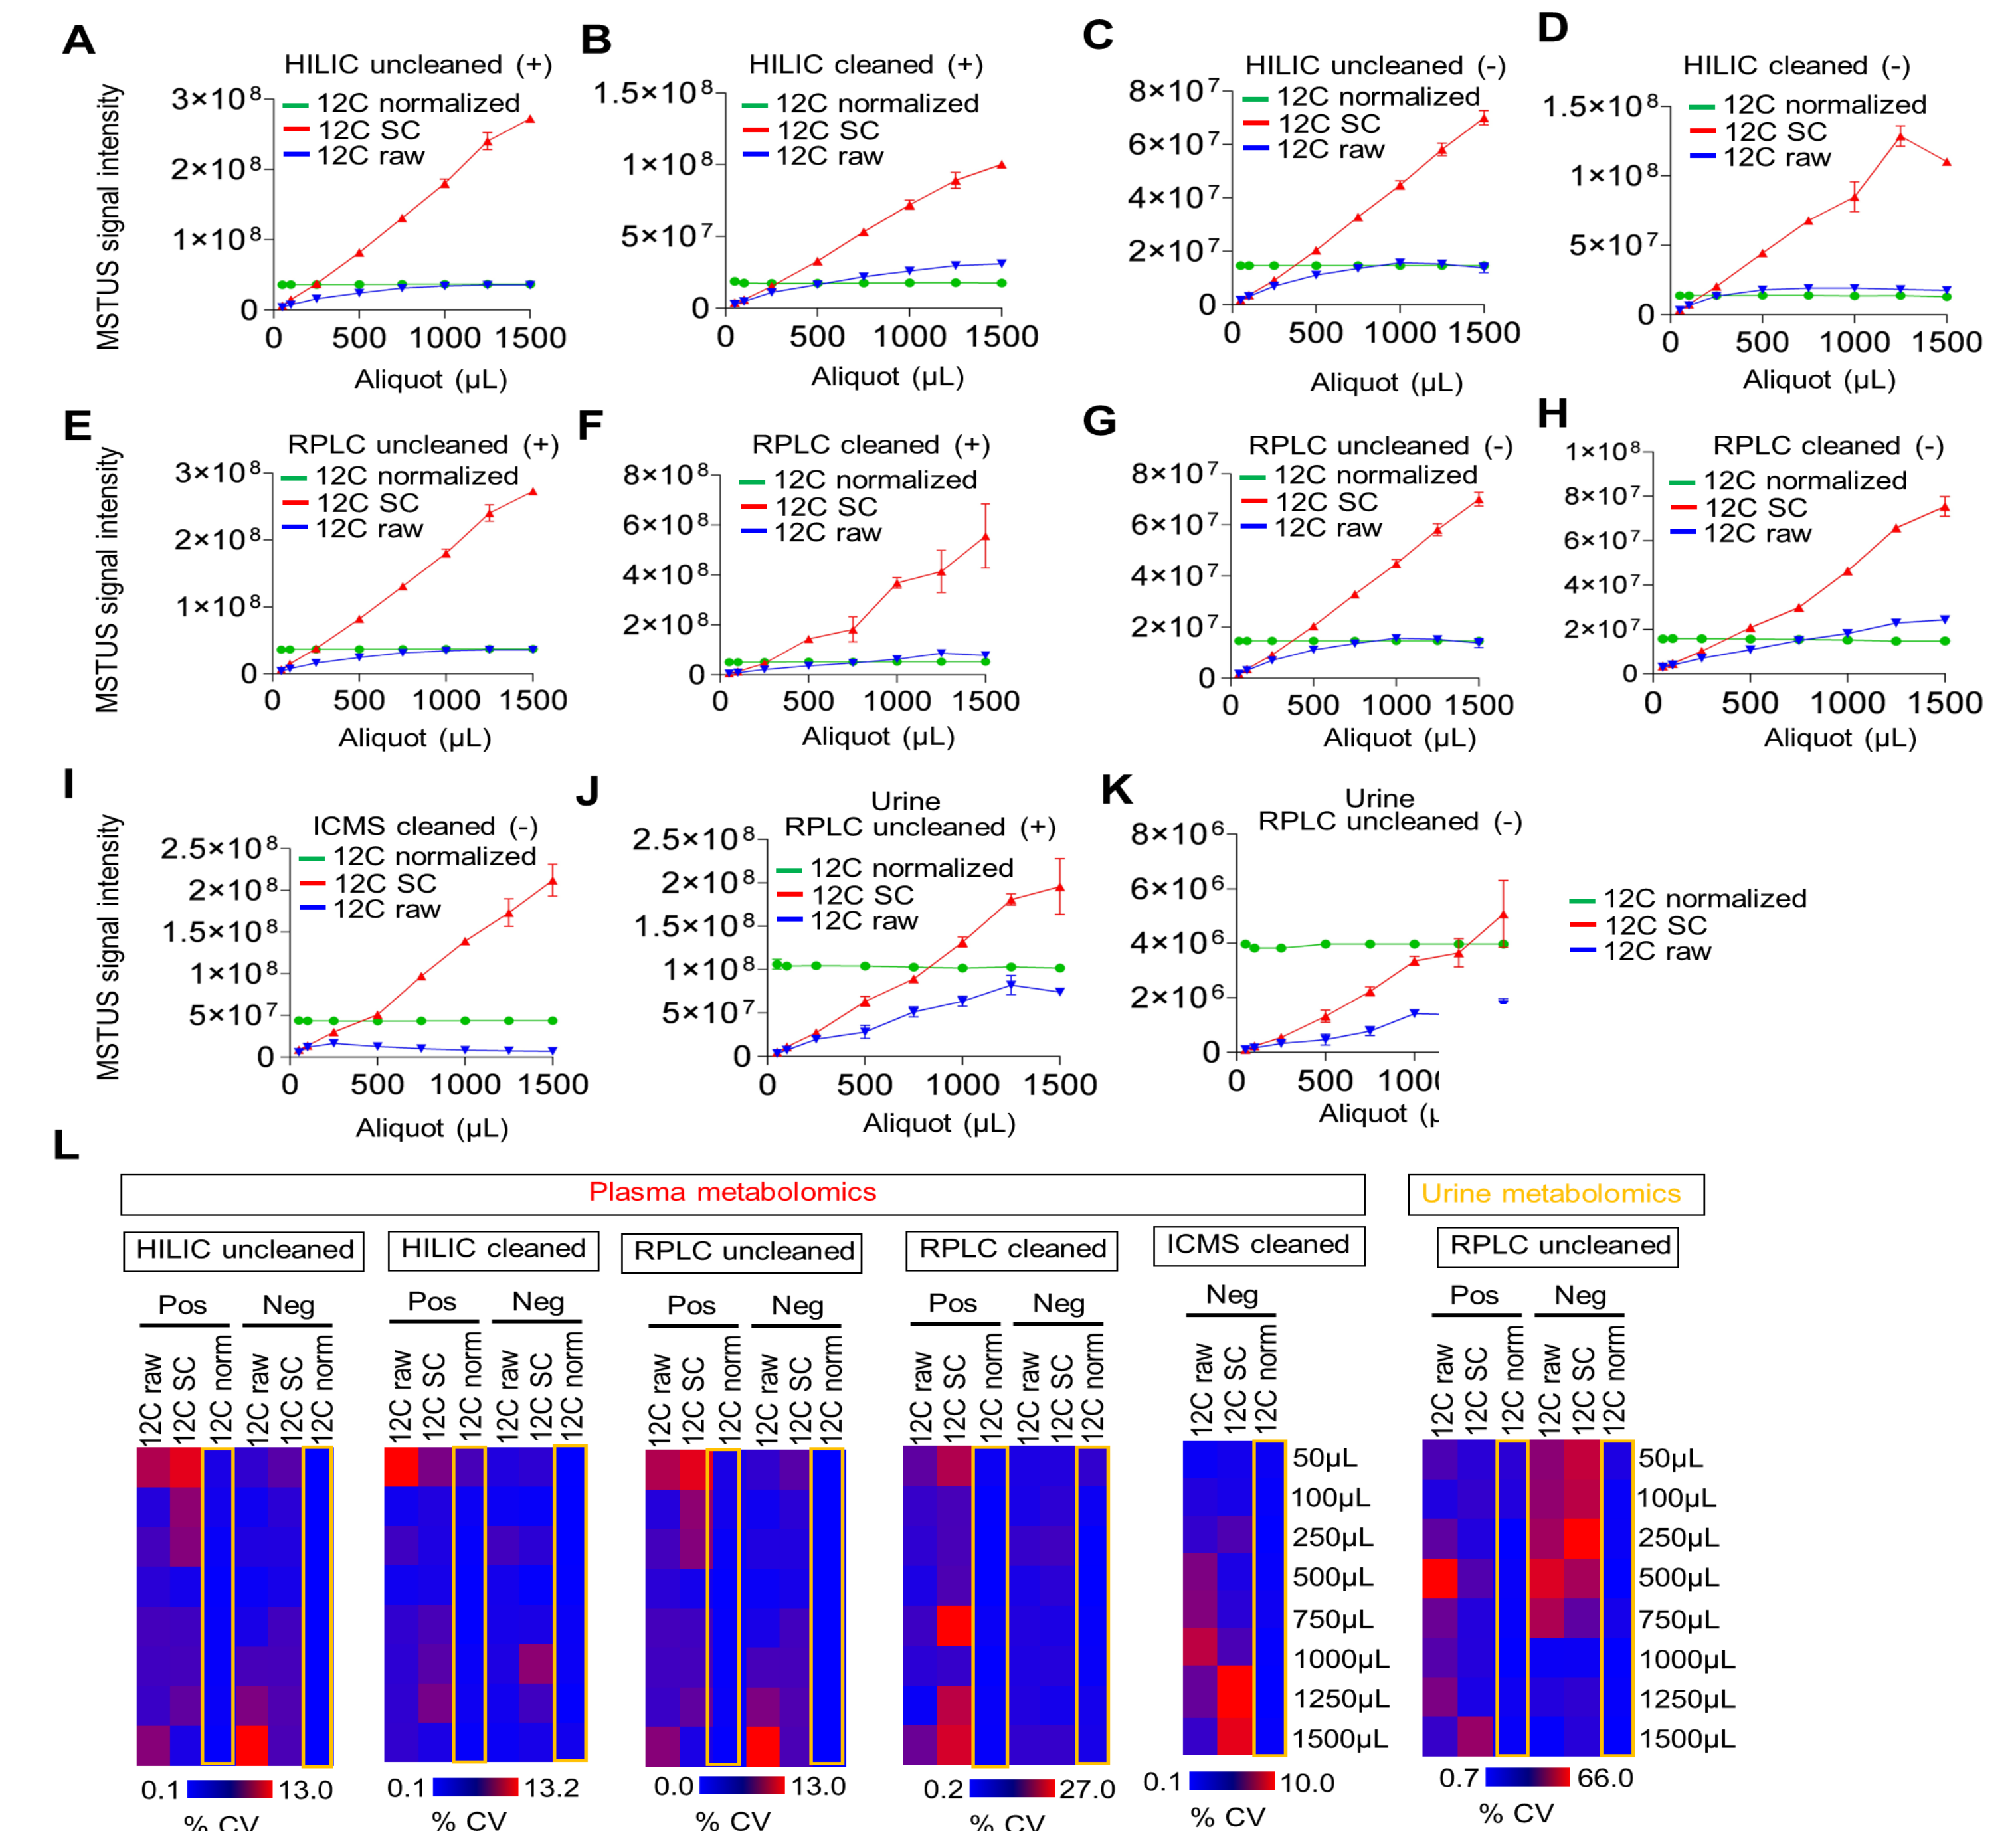 A
HILIC uncleaned (+)
MSTUS signal intensity
3×10⁸
2×10⁸
1×10⁸
0
12C normalized
12C SC
12C raw
0 500 1000 1500
Aliquot (µL)
B
HILIC cleaned (+)
1.5×10⁸
1×10⁸
5×10⁷
0
12C normalized
12C SC
12C raw
0 500 1000 1500
Aliquot (µL)
C
HILIC uncleaned (-)
8×10⁷
6×10⁷
4×10⁷
2×10⁷
0
12C normalized
12C SC
12C raw
0 500 1000 1500
Aliquot (µL)
D
HILIC cleaned (-)
1.5×10⁸
1×10⁸
5×10⁷
0
12C normalized
12C SC
12C raw
0 500 1000 1500
Aliquot (µL)
E
RPLC uncleaned (+)
MSTUS signal intensity
3×10⁸
2×10⁸
1×10⁸
0
12C normalized
12C SC
12C raw
0 500 1000 1500
Aliquot (µL)
F
RPLC cleaned (+)
8×10⁸
6×10⁸
4×10⁸
2×10⁸
0
12C normalized
12C SC
12C raw
0 500 1000 1500
Aliquot (µL)
G
RPLC uncleaned (-)
8×10⁷
6×10⁷
4×10⁷
2×10⁷
0
12C normalized
12C SC
12C raw
0 500 1000 1500
Aliquot (µL)
H
RPLC cleaned (-)
1×10⁸
8×10⁷
6×10⁷
4×10⁷
2×10⁷
0
12C normalized
12C SC
12C raw
0 500 1000 1500
Aliquot (µL)
I
ICMS cleaned (-)
MSTUS signal intensity
2.5×10⁸
2×10⁸
1.5×10⁸
1×10⁸
5×10⁷
0
12C normalized
12C SC
12C raw
0 500 1000 1500
Aliquot (µL)
J
Urine
RPLC uncleaned (+)
2.5×10⁸
2×10⁸
1.5×10⁸
1×10⁸
5×10⁷
0
12C normalized
12C SC
12C raw
0 500 1000 1500
Aliquot (µL)
K
Urine
RPLC uncleaned (-)
8×10⁶
6×10⁶
4×10⁶
2×10⁶
0
0 500 100
Aliquot (µ
12C normalized
12C SC
12C raw
L
Plasma metabolomics
Urine metabolomics
HILIC uncleaned
HILIC cleaned
RPLC uncleaned
RPLC cleaned
ICMS cleaned
RPLC uncleaned
Pos Neg
Pos Neg
Pos Neg
Pos Neg
Neg
Pos Neg
12C raw 12C SC 12C norm 12C raw 12C SC 12C norm
12C raw 12C SC 12C norm 12C raw 12C SC 12C norm
12C raw 12C SC 12C norm 12C raw 12C SC 12C norm
12C raw 12C SC 12C norm 12C raw 12C SC 12C norm
12C raw 12C SC 12C norm
12C raw 12C SC 12C norm 12C raw 12C SC 12C norm
50µL 50µL
100µL 100µL
250µL 250µL
500µL 500µL
750µL 750µL
1000µL 1000µL
1250µL 1250µL
1500µL 1500µL
0.1 13.0
% CV
0.1 13.2
% CV
0.0 13.0
% CV
0.2 27.0
% CV
0.1 10.0
% CV
0.7 66.0
% CV